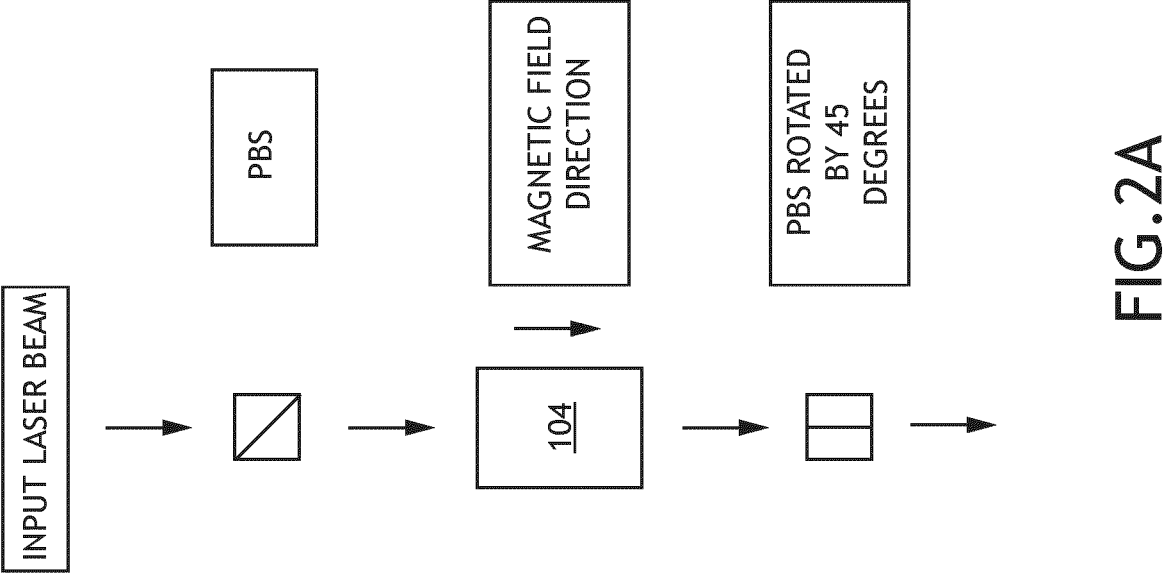 INPUT LASER BEAM
PBS
104
MAGNETIC FIELD
DIRECTION
PBS ROTATED
BY 45
DEGREES
FIG.2A